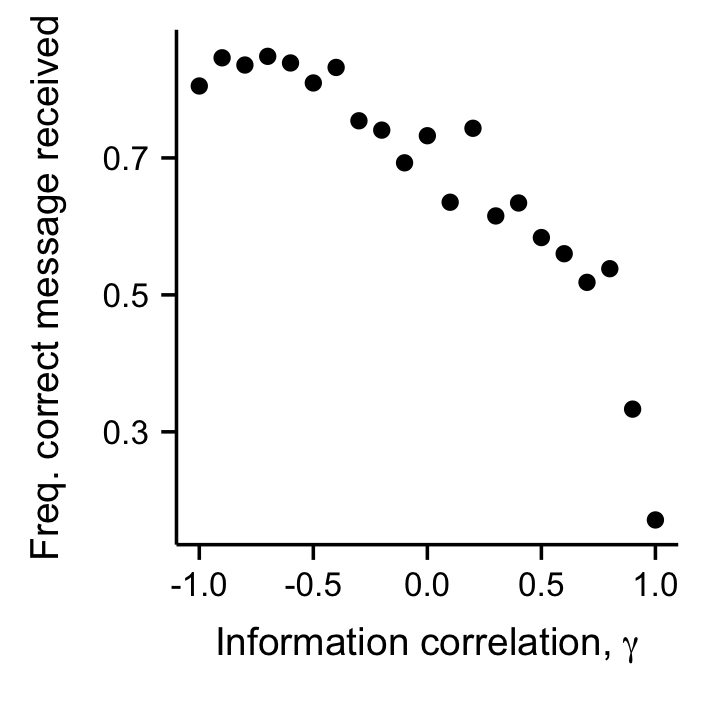 Freq. correct message received
0.7
0.5
0.3
-1.0 -0.5 0.0 0.5 1.0
Information correlation, γ